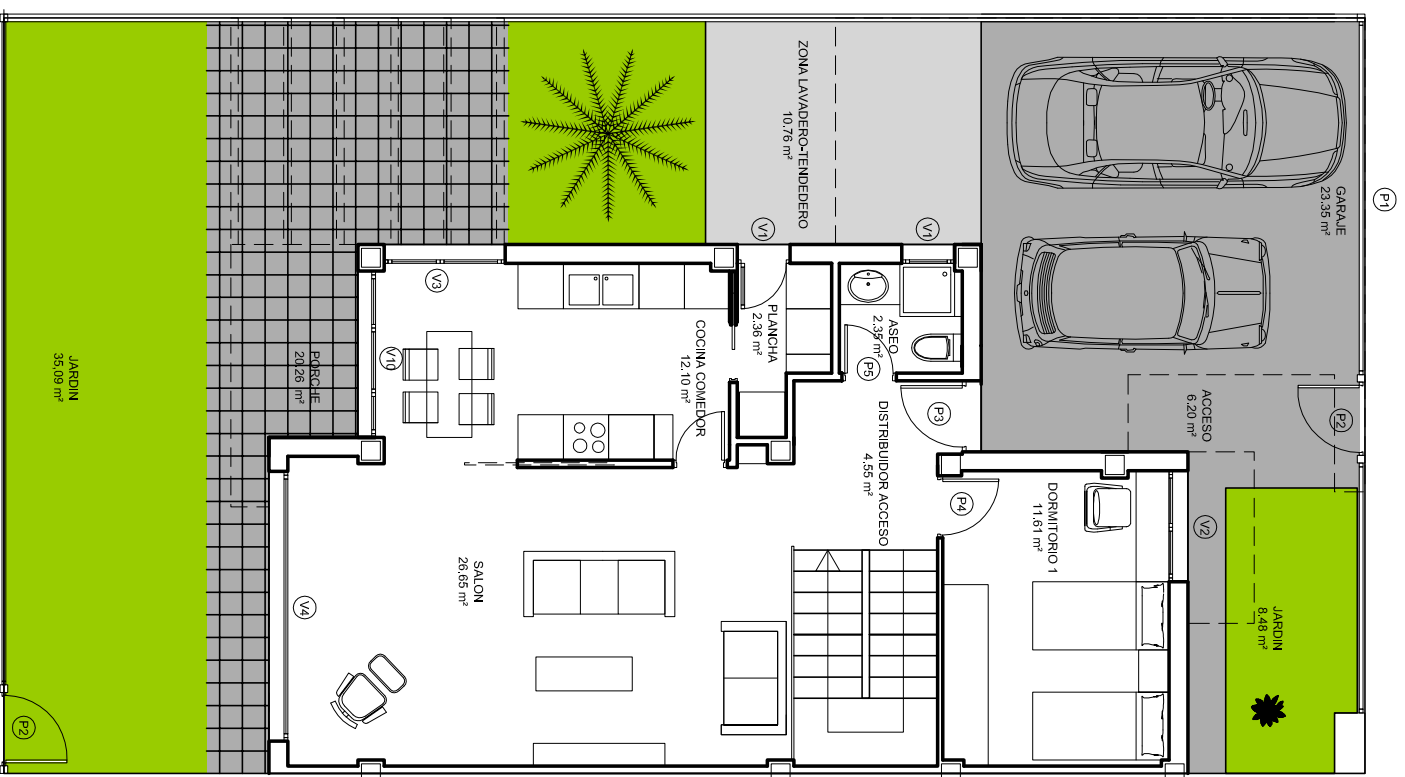 ZONA LAVADERO-TENDEDERO
10.76 m²
GARAJE
23.35 m²
P1
V1
V1
V3
PLANCHA
2.36 m²
ASEO
2.35 m²
P5
COCINA COMEDOR
12.10 m²
V10
PORCHE
20.26 m²
JARDIN
35,09 m²
DISTRIBUIDOR ACCESO
4.55 m²
P3
ACCESO
6.20 m²
P2
P4
DORMITORIO 1
11.61 m²
V2
SALON
26,65 m²
V4
JARDIN
8.48 m²
P2